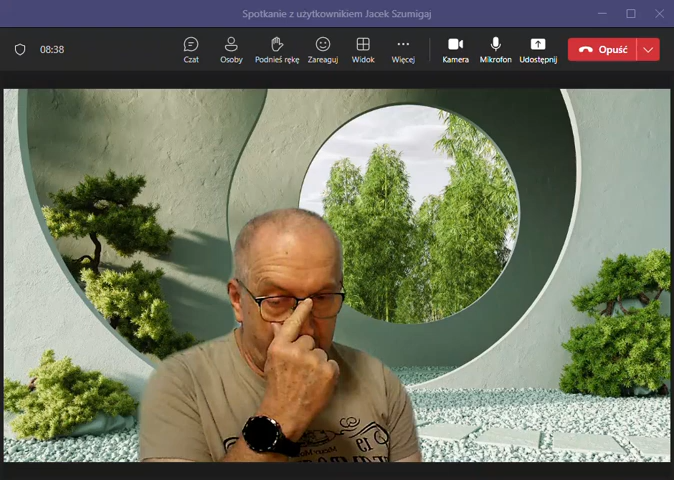 Spotkanie z użytkownikiem Jacek Szumigaj
08:38
Czat
Osoby
Podnieś rękę
Zareaguj
Widok
Więcej
Kamera
Mikrofon
Udostępnij
Opuść